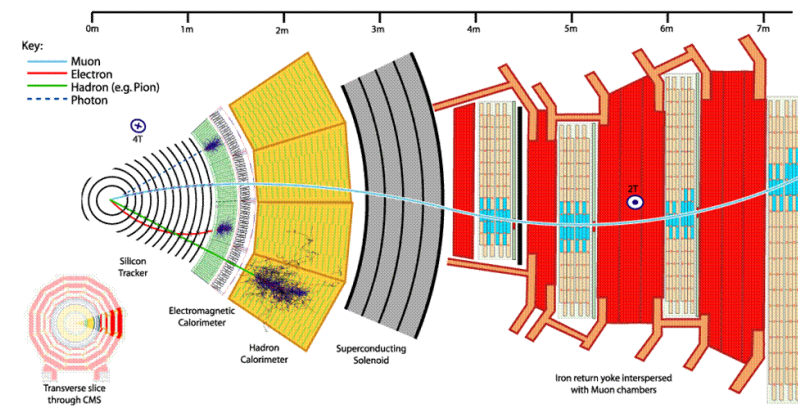 0m 1m 2m 3m 4m 5m 6m 7m
Key:
Muon
Electron
Hadron (e.g. Pion)
Photon
4T
2T
Silicon
Tracker
Electromagnetic
Calorimeter
Hadron
Calorimeter
Superconducting
Solenoid
Iron return yoke interspersed
with Muon chambers
Transverse slice
through CMS